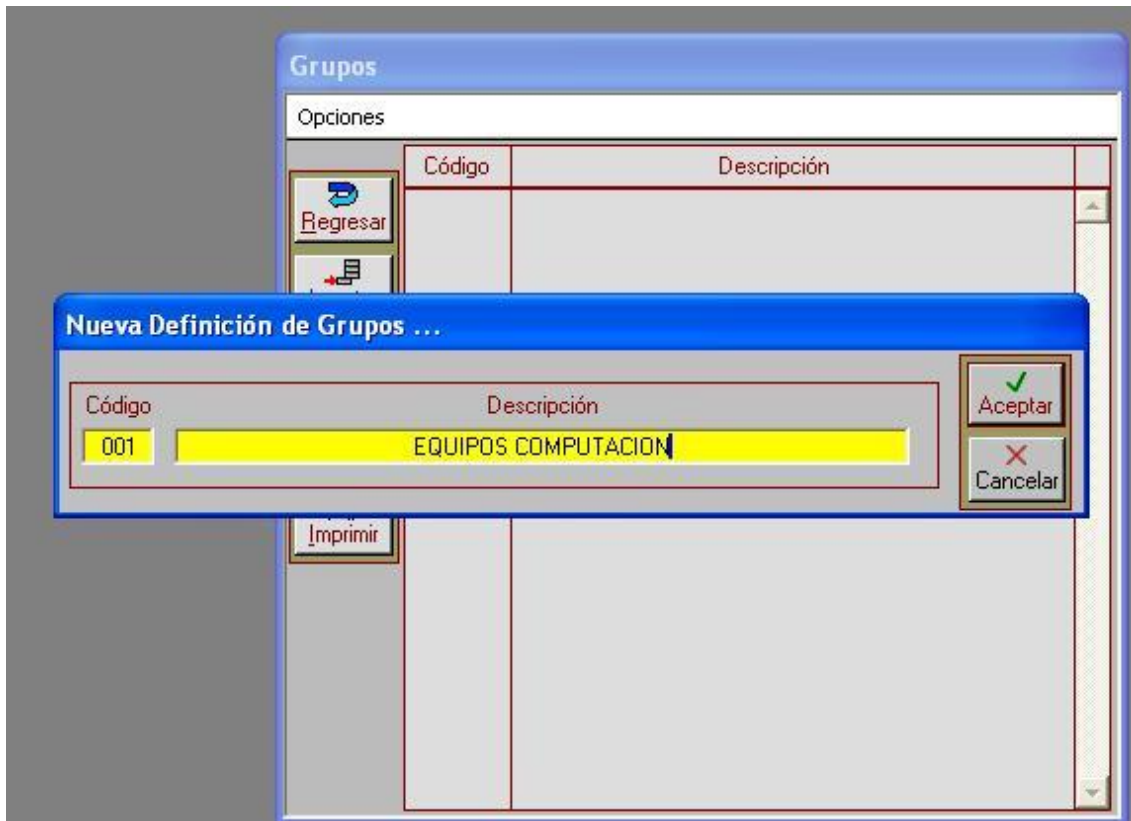 Grupos
Opciones
Código Descripción
Regresar
Nueva Definición de Grupos ...
Código Descripción
001 EQUIPOS COMPUTACION
Aceptar
Cancelar
Imprimir